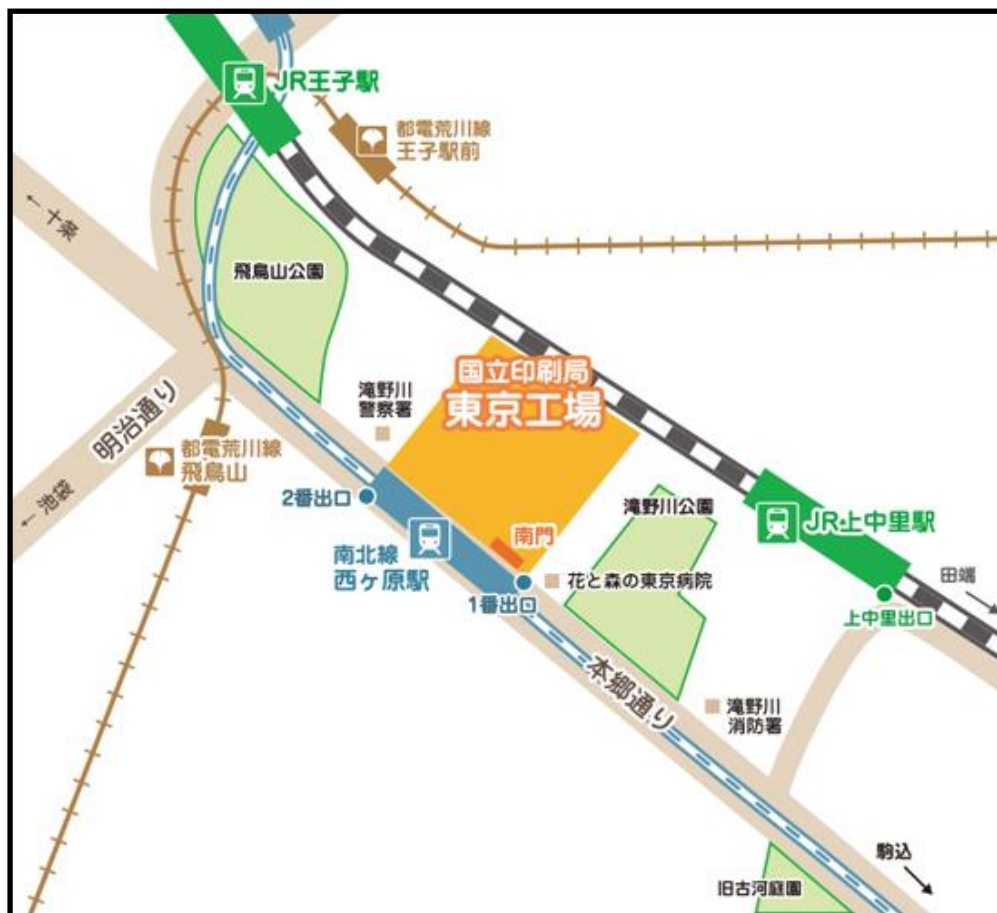 JR王子駅
都電荒川線
王子駅前
← 十条
飛鳥山公園
国立印刷局
東京工場
滝野川
警察署
明治通り
都電荒川線
飛鳥山
← 池袋
2番出口
滝野川公園
JR上中里駅
南門
南北線
西ヶ原駅
花と森の東京病院
1番出口
田端
上中里出口
本郷通り
滝野川
消防署
駒込
旧古河庭園